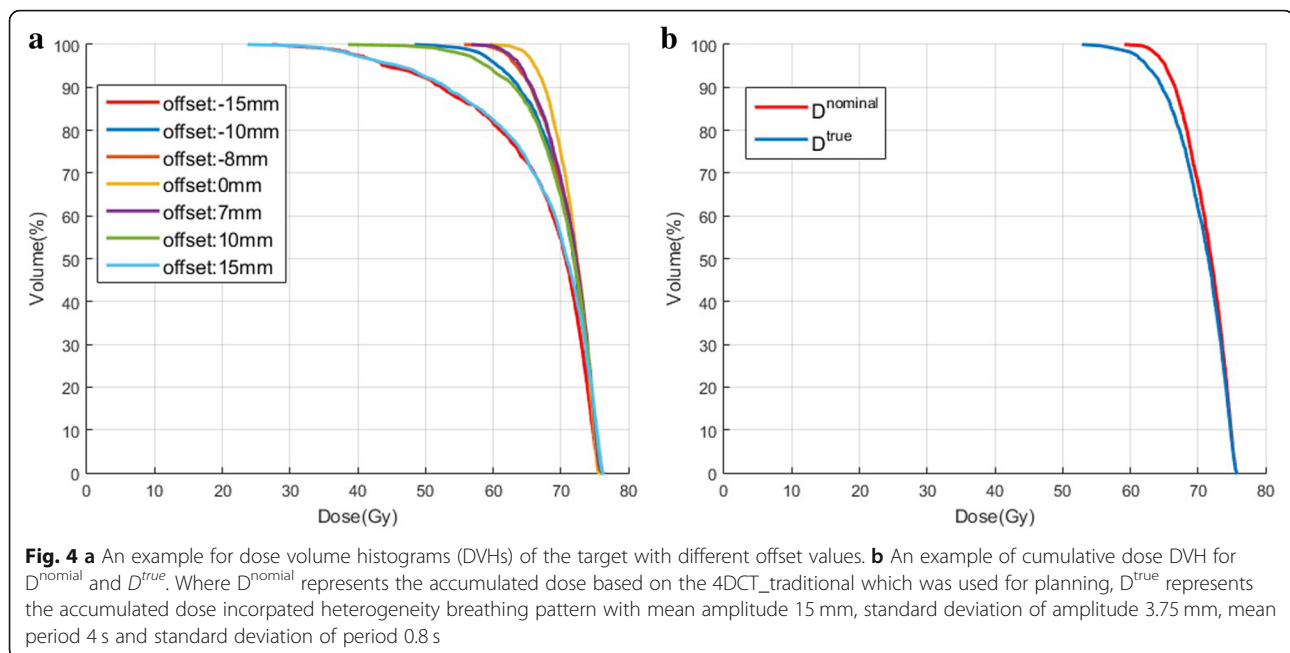 a
100
90
80
70
60
50
40
30
20
10
0
Volume(%)
offset:-15mm
offset:-10mm
offset:-8mm
offset:0mm
offset:7mm
offset:10mm
offset:15mm
0 10 20 30 40 50 60 70 80
Dose(Gy)
b
100
90
80
70
60
50
40
30
20
10
0
Volume(%)
D^nominal
D^true
0 10 20 30 40 50 60 70 80
Dose(Gy)
Fig. 4 a An example for dose volume histograms (DVHs) of the target with different offset values. b An example of cumulative dose DVH for
D^nomial and D^true. Where D^nomial represents the accumulated dose based on the 4DCT_traditional which was used for planning, D^true represents
the accumulated dose incorpated heterogeneity breathing pattern with mean amplitude 15 mm, standard deviation of amplitude 3.75 mm, mean
period 4 s and standard deviation of period 0.8 s